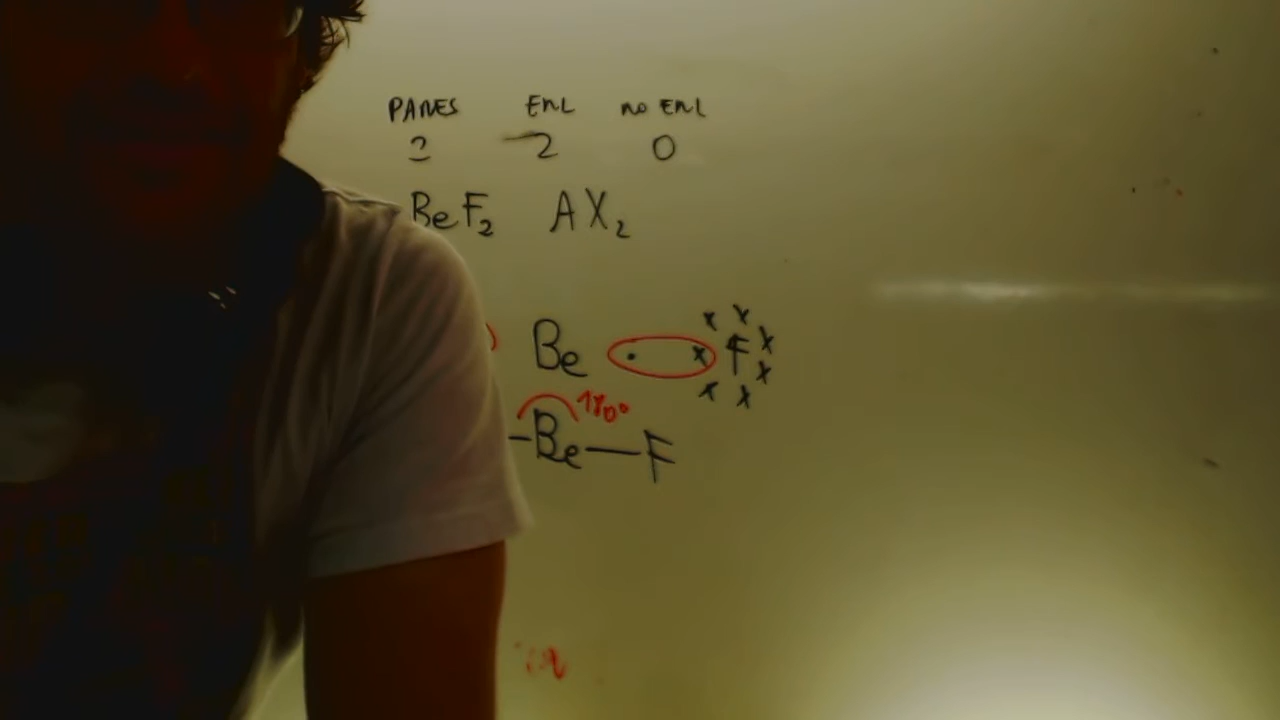 PARES ENL NO ENL
2 2 0
BeF₂ AX₂
Be · x F x x x x x x
180°
-Be-F